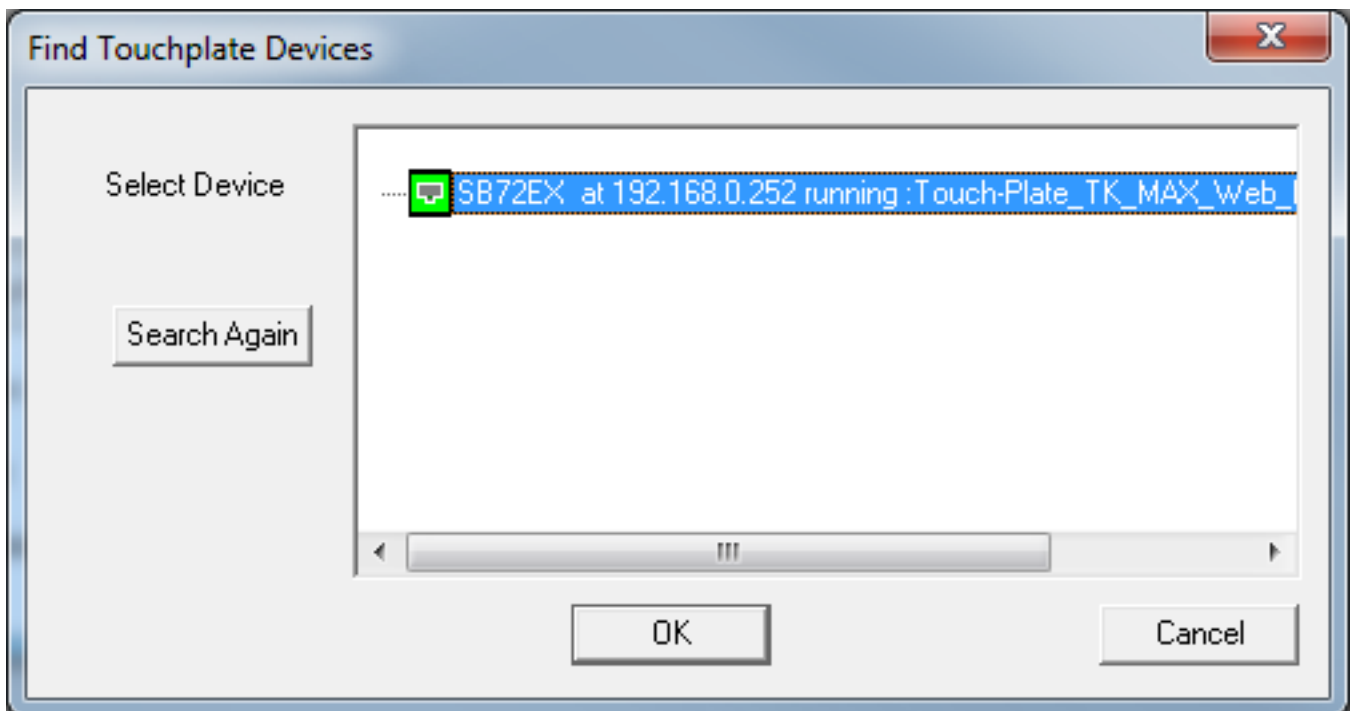 Find Touchplate Devices
Select Device
SB72EX at 192.168.0.252 running :Touch-Plate_TK_MAX_Web_
Search Again
OK
Cancel